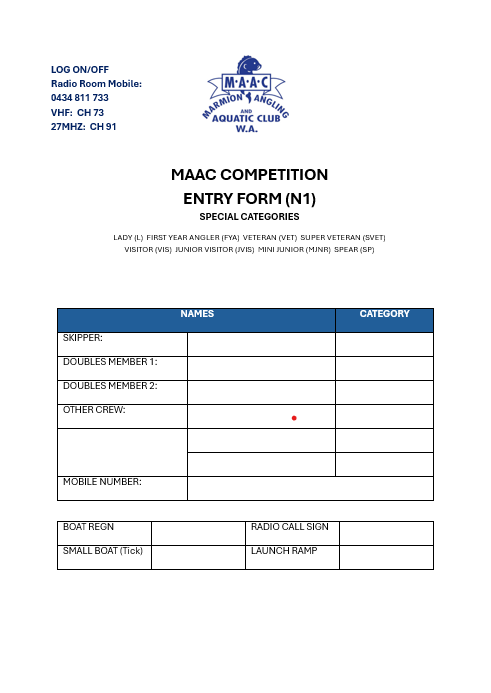 LOG ON/OFF
Radio Room Mobile:
0434 811 733
VHF: CH 73
27MHZ: CH 91
M·A·A·C
MARMION ANGLING
AND
AQUATIC CLUB
W.A.
MAAC COMPETITION
ENTRY FORM (N1)
SPECIAL CATEGORIES
LADY (L) FIRST YEAR ANGLER (FYA) VETERAN (VET) SUPER VETERAN (SVET)
VISITOR (VIS) JUNIOR VISITOR (JVIS) MINI JUNIOR (MJNR) SPEAR (SP)
NAMES CATEGORY
SKIPPER:
DOUBLES MEMBER 1:
DOUBLES MEMBER 2:
OTHER CREW:
MOBILE NUMBER:
BOAT REGN RADIO CALL SIGN
SMALL BOAT (Tick) LAUNCH RAMP